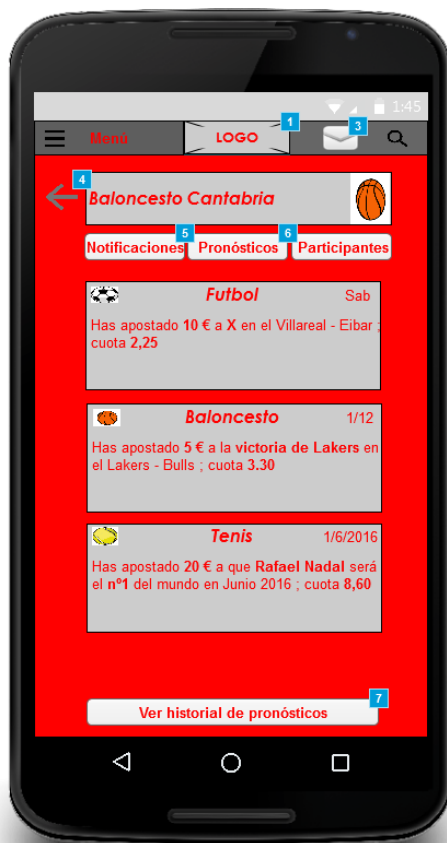 1:45
Menú
LOGO
1
3
4
Baloncesto Cantabria
Notificaciones
5
Pronósticos
6
Participantes
Futbol
Sab
Has apostado 10 € a X en el Villareal - Eibar ;
cuota 2,25
Baloncesto
1/12
Has apostado 5 € a la victoria de Lakers en
el Lakers - Bulls ; cuota 3.30
Tenis
1/6/2016
Has apostado 20 € a que Rafael Nadal será
el nº1 del mundo en Junio 2016 ; cuota 8,60
7
Ver historial de pronósticos